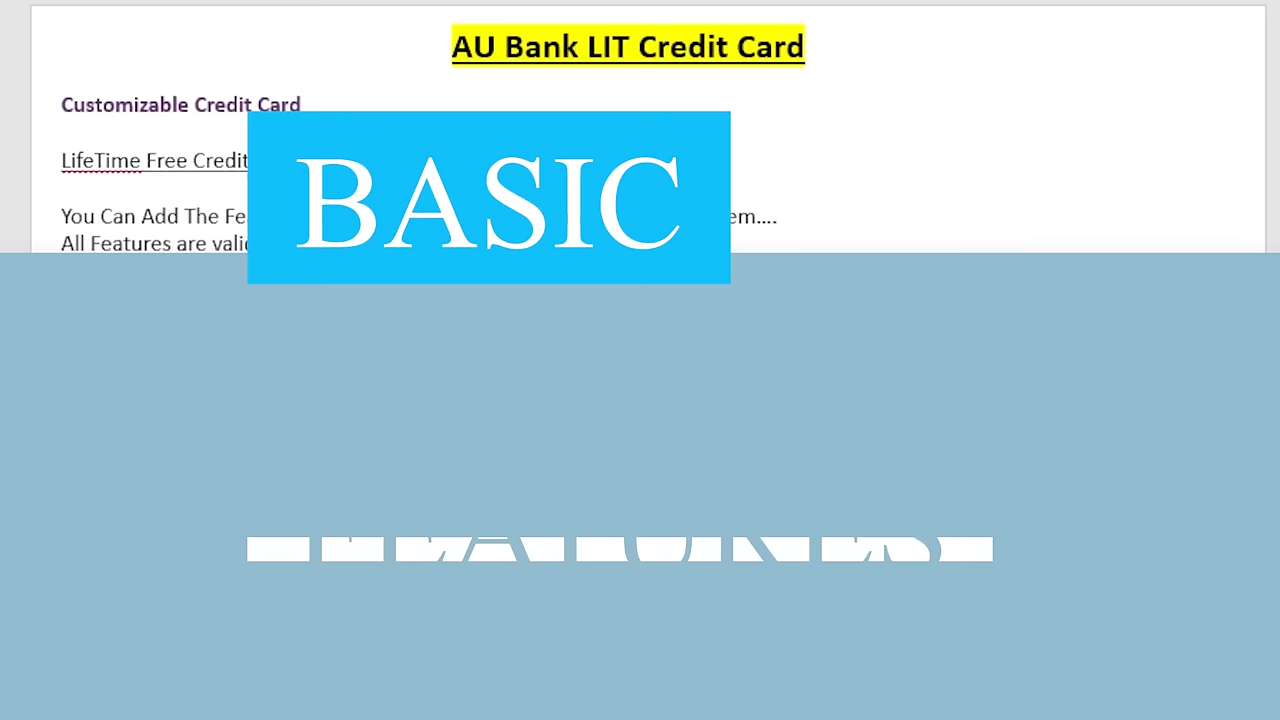 AU Bank LIT Credit Card
Customizable Credit Card
LifeTime Free Credit
You Can Add The Fe
em....
All Features are valid
BASIC